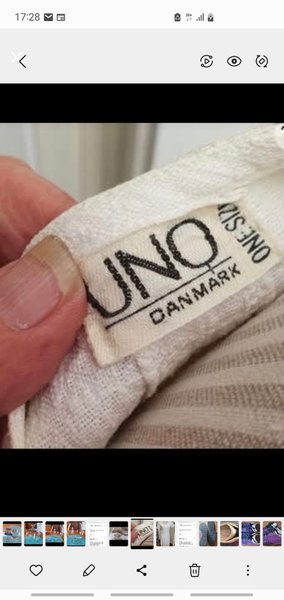 17:28
UNO
DANMARK
ONE-SIZE